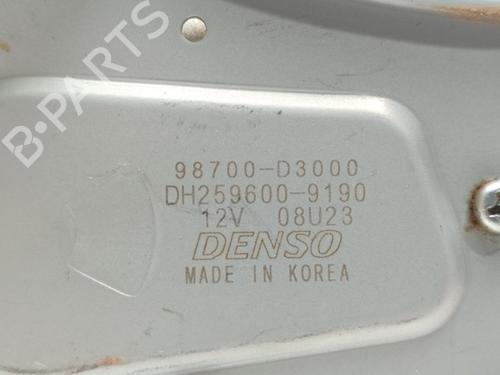 B-PARTS
98700-D3000
DH259600-9190
12V 08U23
DENSO
MADE IN KOREA